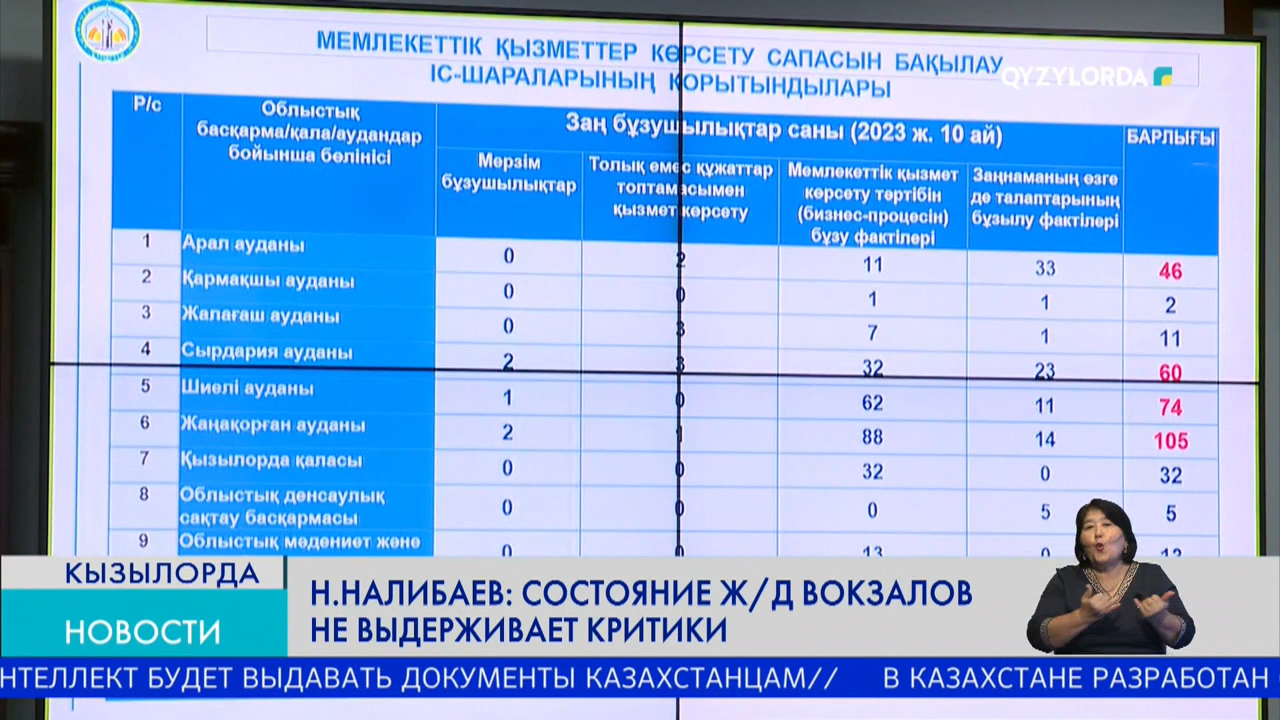 МЕМЛЕКЕТТІК ҚЫЗМЕТТЕР КӨРСЕТУ САПАСЫН БАҚЫЛАУ
ІС-ШАРАЛАРЫНЫҢ ҚОРЫТЫНДЫЛАРЫ
QYZYLORDA
Р/с
Облыстық
басқарма/қала/аудандар
бойынша бөлінісі
Заң бұзушылықтар саны (2023 ж. 10 ай)
БАРЛЫҒЫ
Мерзім
бұзушылықтар
Толық емес құжаттар
топтамасымен
қызмет көрсету
Мемлекеттік қызмет
көрсету тәртібін
(бизнес-процесін)
бұзу фактілері
Заңнаманың өзге
де талаптарының
бұзылу фактілері
1 Арал ауданы 0 2 11 33 46
2 Қармақшы ауданы 0 0 1 1 2
3 Жалағаш ауданы 0 3 7 1 11
4 Сырдария ауданы 2 3 32 23 60
5 Шиелі ауданы 1 0 62 11 74
6 Жаңақорған ауданы 2 1 88 14 105
7 Қызылорда қаласы 0 0 32 0 32
8 Облыстық денсаулық
сақтау басқармасы 0 0 0 5 5
9 Облыстық мәдениет және
0 0 13 0
КЫЗЫЛОРДА
НОВОСТИ
Н.НАЛИБАЕВ: СОСТОЯНИЕ Ж/Д ВОКЗАЛОВ
НЕ ВЫДЕРЖИВАЕТ КРИТИКИ
НТЕЛЛЕКТ БУДЕТ ВЫДАВАТЬ ДОКУМЕНТЫ КАЗАХСТАНЦАМ// В КАЗАХСТАНЕ РАЗРАБОТАН